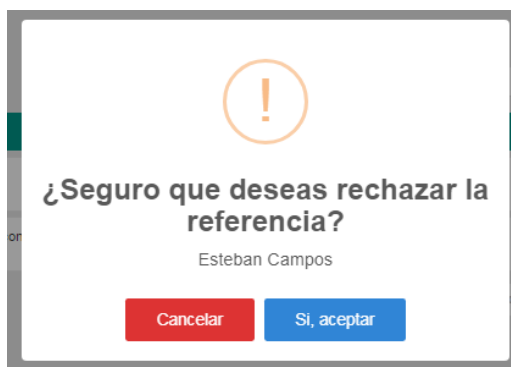 !
¿Seguro que deseas rechazar la
referencia?
Esteban Campos
Cancelar
Si, aceptar